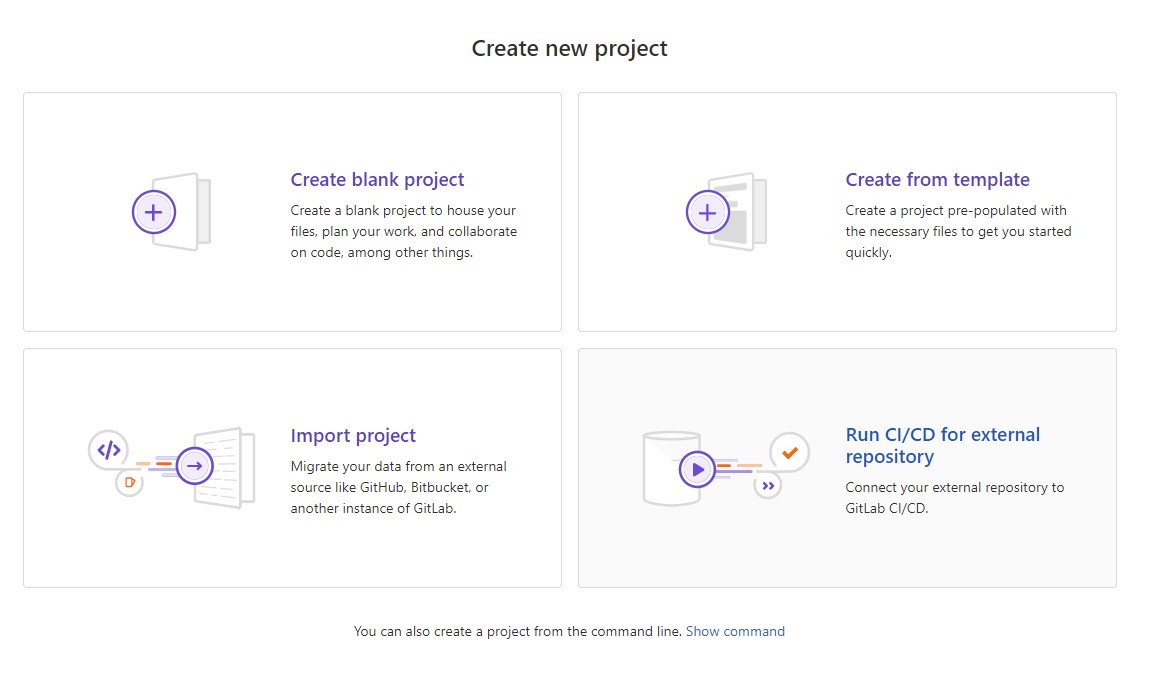 Create new project
Create blank project
Create a blank project to house your
files, plan your work, and collaborate
on code, among other things.
Create from template
Create a project pre-populated with
the necessary files to get you started
quickly.
Import project
Migrate your data from an external
source like GitHub, Bitbucket, or
another instance of GitLab.
Run CI/CD for external
repository
Connect your external repository to
GitLab CI/CD.
You can also create a project from the command line. Show command